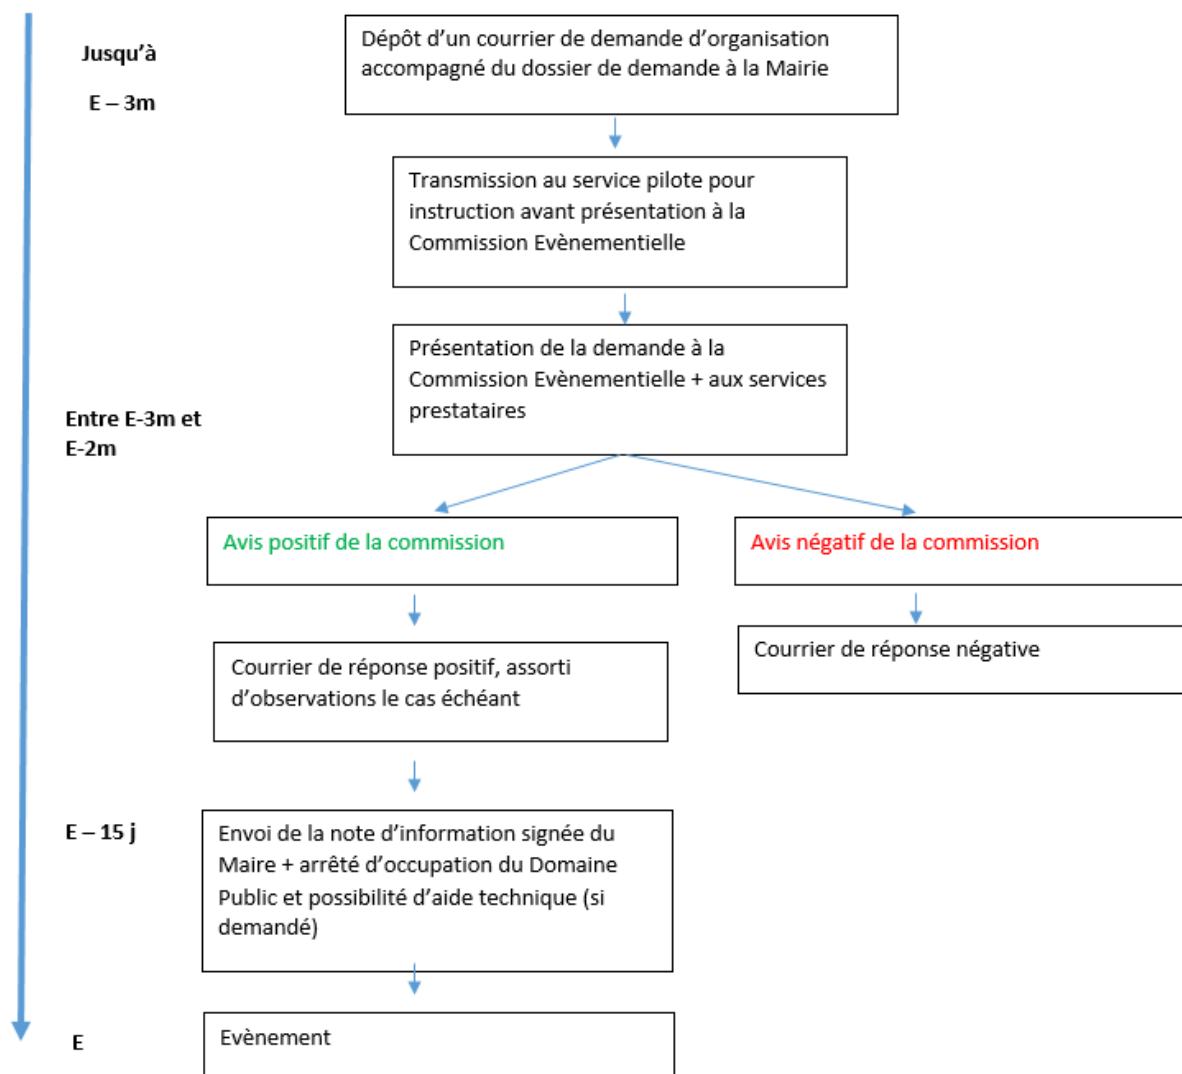 Jusqu’à
E – 3m
Dépôt d’un courrier de demande d’organisation
accompagné du dossier de demande à la Mairie
Transmission au service pilote pour
instruction avant présentation à la
Commission Evènementielle
Présentation de la demande à la
Commission Evènementielle + aux services
prestataires
Entre E-3m et
E-2m
Avis positif de la commission
Avis négatif de la commission
Courrier de réponse positif, assorti
d’observations le cas échéant
Courrier de réponse négative
E – 15 j
Envoi de la note d’information signée du
Maire + arrêté d’occupation du Domaine
Public et possibilité d’aide technique (si
demandé)
E
Evènement